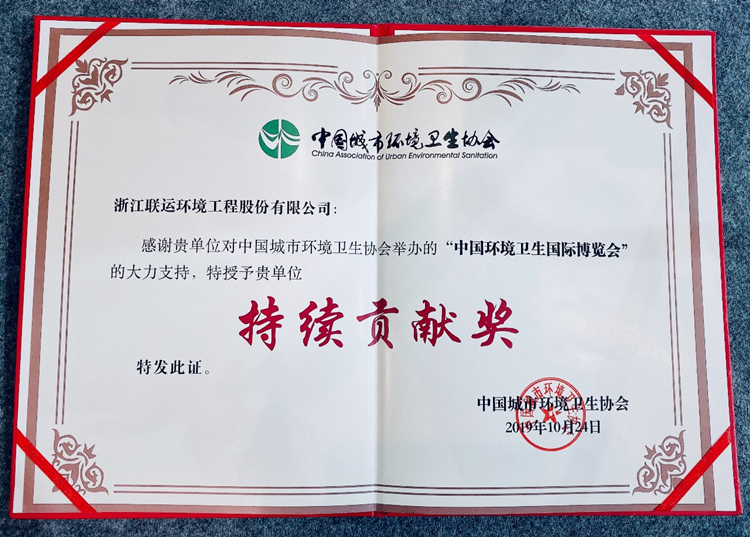 中国城市环境卫生协会
China Association of Urban Environmental Sanitation
浙江联运环境工程股份有限公司：
感谢贵单位对中国城市环境卫生协会举办的“中国环境卫生国际博览会”
的大力支持，特授予贵单位
持续贡献奖
特发此证。
中国城市环境卫生协会
2019年10月24日